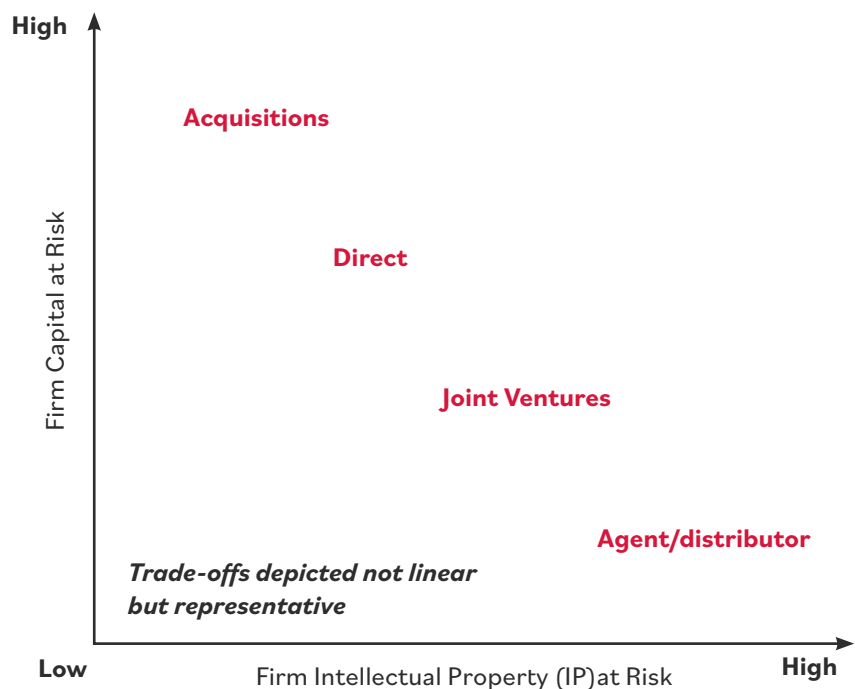 High
Acquisitions
Direct
Firm Capital at Risk
Joint Ventures
Agent/distributor
Trade-offs depicted not linear
but representative
Low
High
Firm Intellectual Property (IP)at Risk